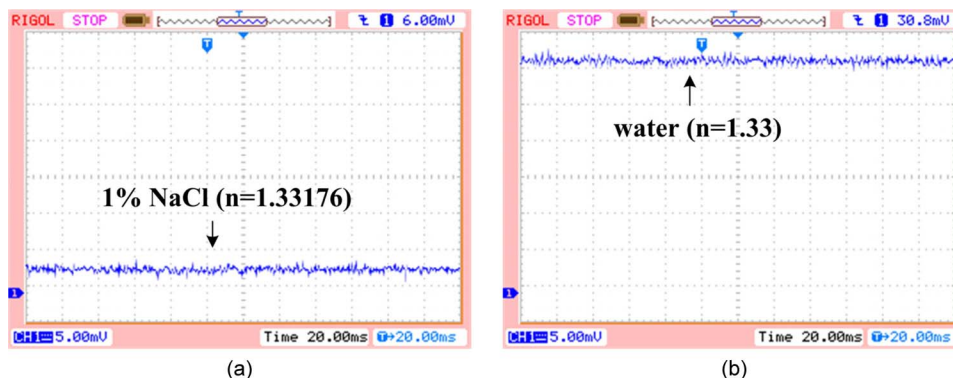 RIGOL STOP T 1 6.00mV
T
1% NaCl (n=1.33176)
1
CH1 5.00mV Time 20.00ms T→20.00ms
(a)
RIGOL STOP T 1 30.8mV
T
water (n=1.33)
1
CH1 5.00mV Time 20.00ms T→20.00ms
(b)